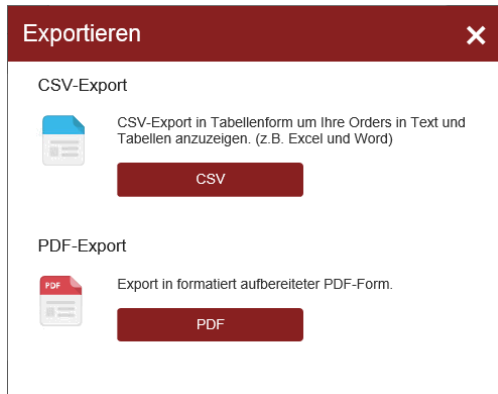 Exportieren
CSV-Export
CSV-Export in Tabellenform um Ihre Orders in Text und
Tabellen anzuzeigen. (z.B. Excel und Word)
CSV
PDF-Export
PDF
Export in formatiert aufbereiteter PDF-Form.
PDF